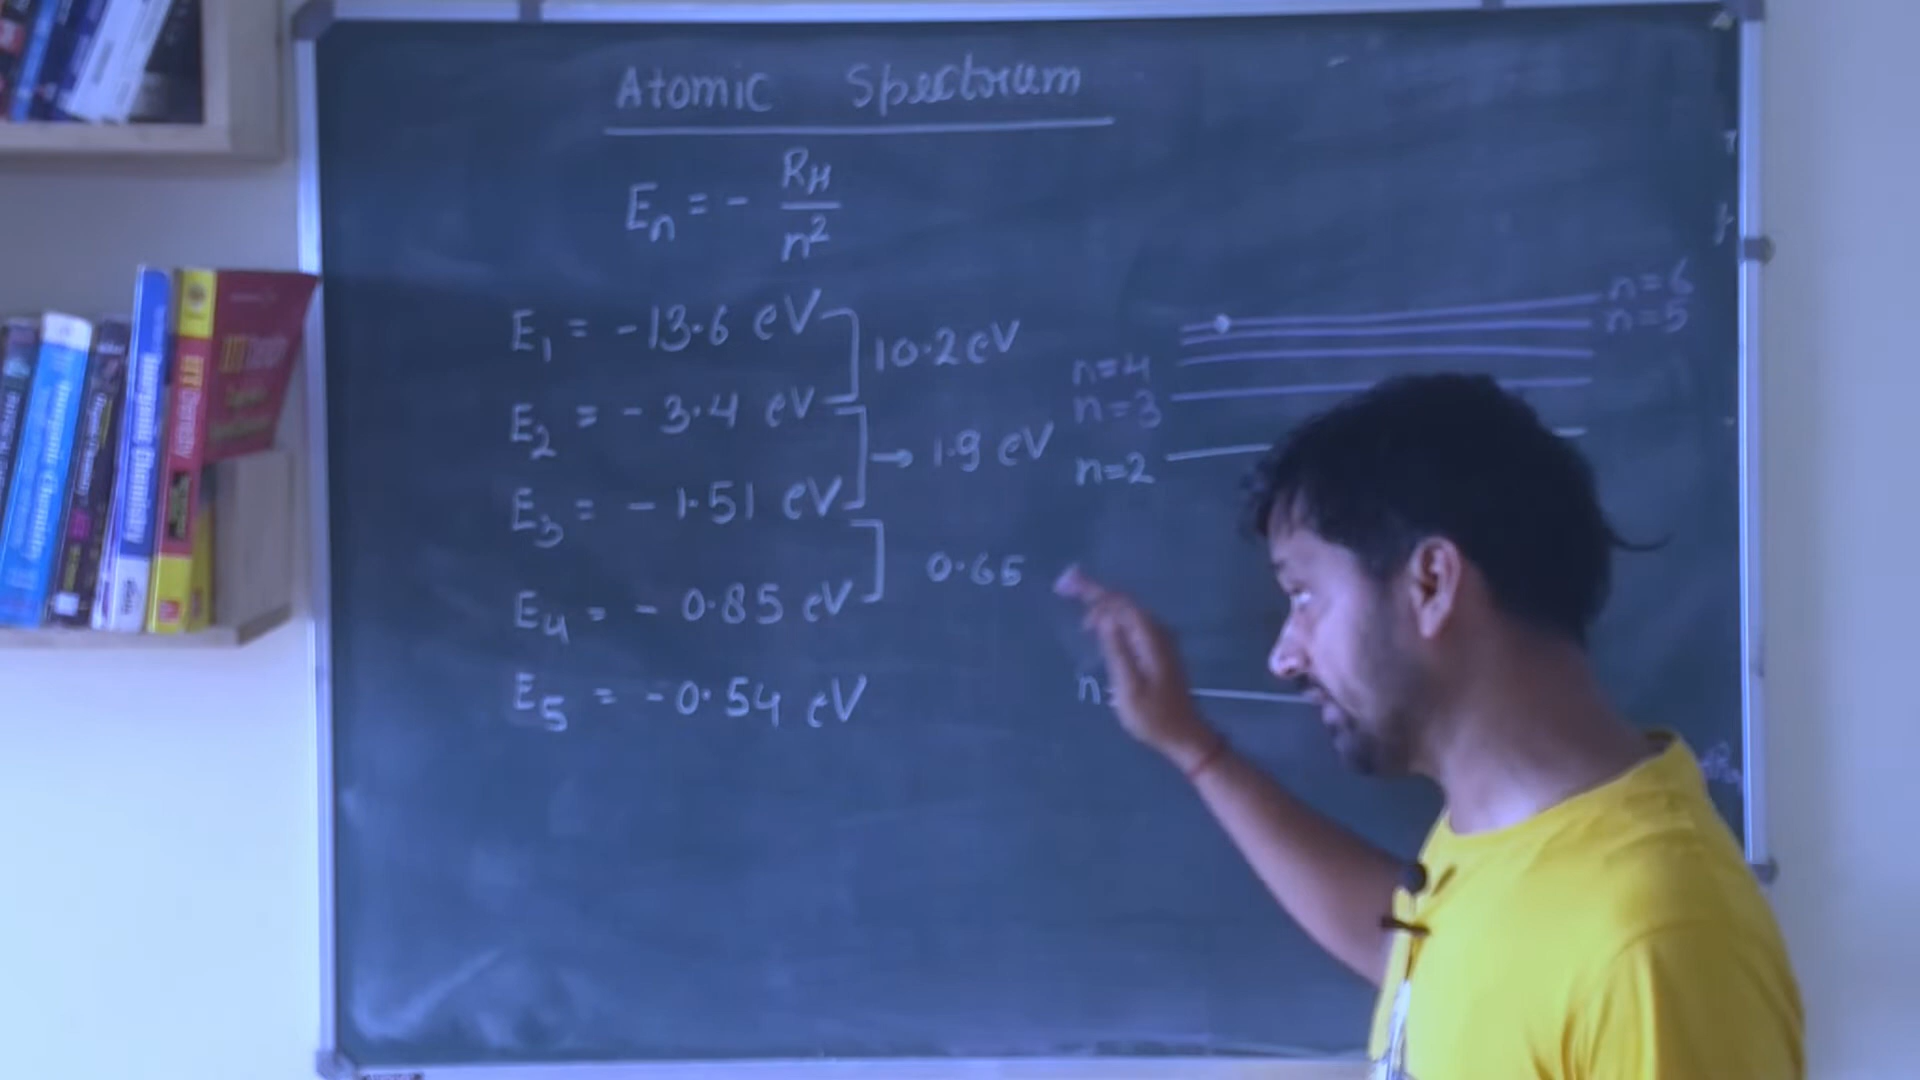 Atomic Spectrum
En = - RH/n²
E1 = -13.6 eV
10.2 eV
E2 = - 3.4 eV
→ 1.9 eV
E3 = - 1.51 eV
0.65
E4 = - 0.85 eV
E5 = -0.54 eV
n=6
n=5
n=4
n=3
n=2
n=
Inorganic Chemistry